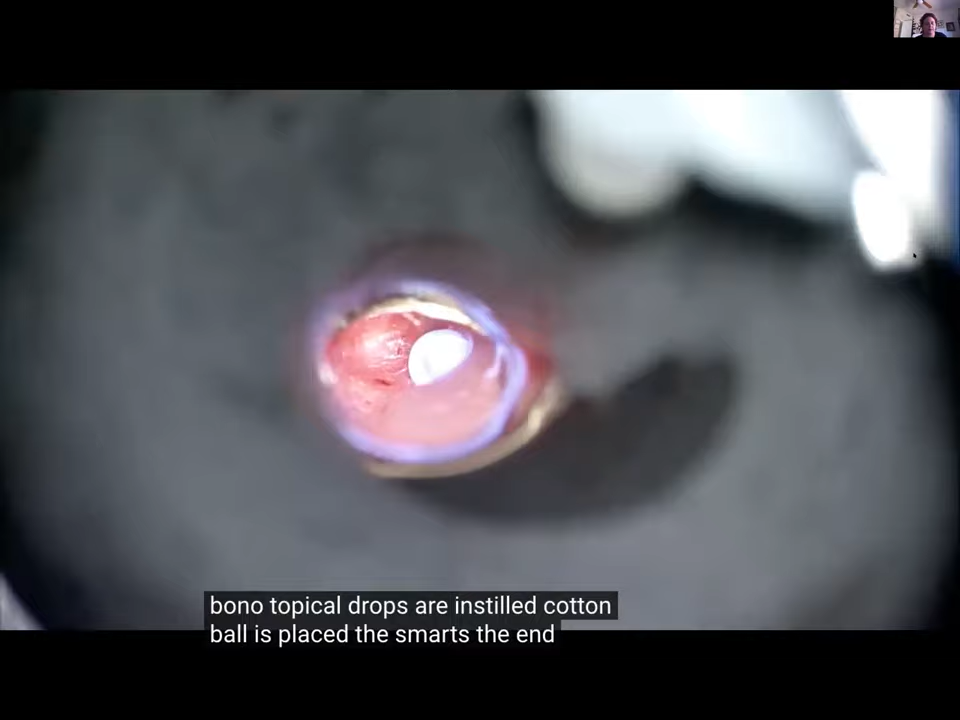 bono topical drops are instilled cotton
ball is placed the smarts the end